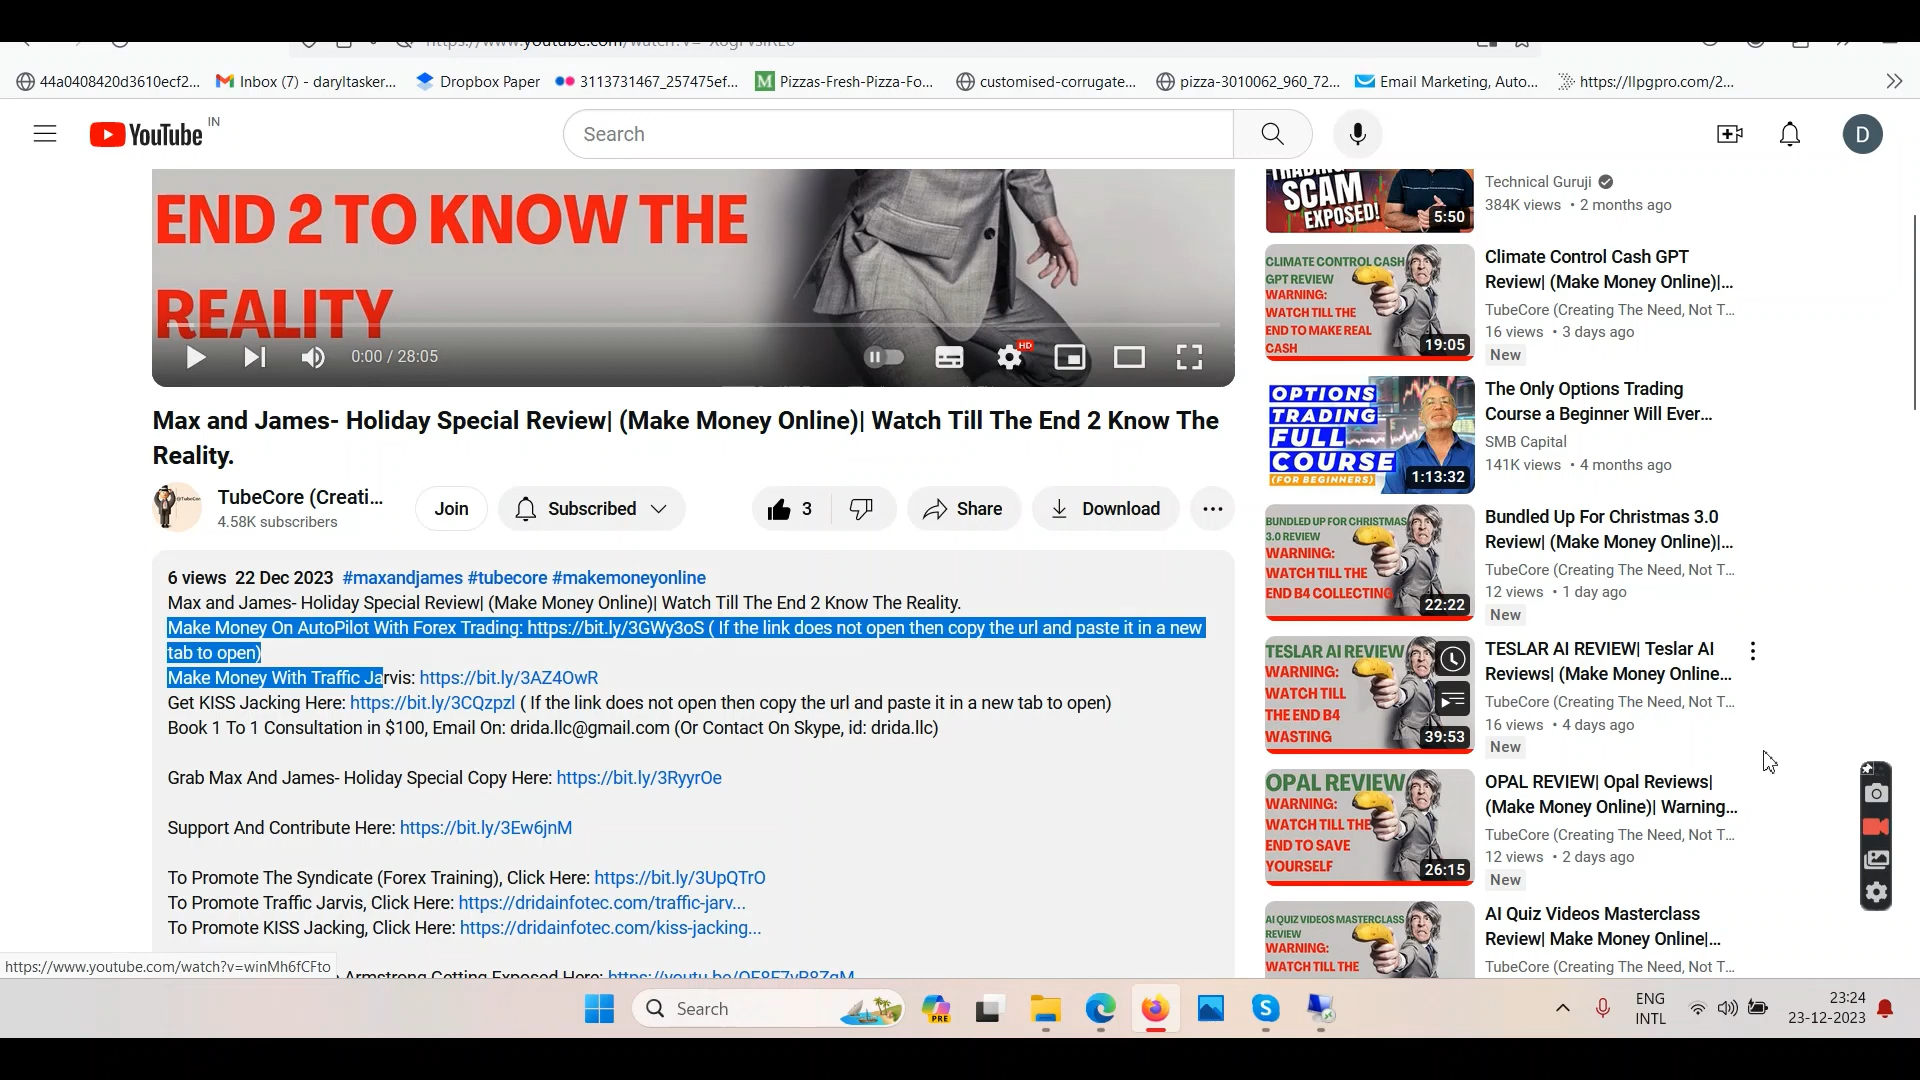 44a0408420d3610ecf2...
Inbox (7) - daryltasker...
Dropbox Paper
3113731467_257475ef...
M
Pizzas-Fresh-Pizza-Fo...
customised-corrugate...
pizza-3010062_960_72...
Email Marketing, Auto...
https://llpgpro.com/2...
YouTube IN
Search
D
END 2 TO KNOW THE
REALITY
0:00 / 28:05
HD
Max and James- Holiday Special Review| (Make Money Online)| Watch Till The End 2 Know The
Reality.
TubeCore (Creati...
4.58K subscribers
Join
Subscribed
3
Share
Download
6 views 22 Dec 2023 #maxandjames #tubecore #makemoneyonline
Max and James- Holiday Special Review| (Make Money Online)| Watch Till The End 2 Know The Reality.
Make Money On AutoPilot With Forex Trading: https://bit.ly/3GWy3oS ( If the link does not open then copy the url and paste it in a new
tab to open)
Make Money With Traffic Jarvis: https://bit.ly/3AZ4OwR
Get KISS Jacking Here: https://bit.ly/3CQzpzl ( If the link does not open then copy the url and paste it in a new tab to open)
Book 1 To 1 Consultation in $100, Email On: drida.llc@gmail.com (Or Contact On Skype, id: drida.llc)
Grab Max And James- Holiday Special Copy Here: https://bit.ly/3RyyrOe
Support And Contribute Here: https://bit.ly/3Ew6jnM
To Promote The Syndicate (Forex Training), Click Here: https://bit.ly/3UpQTrO
To Promote Traffic Jarvis, Click Here: https://dridainfotec.com/traffic-jarv...
To Promote KISS Jacking, Click Here: https://dridainfotec.com/kiss-jacking...
Armstrong Getting Exposed Here:
https://www.youtube.com/watch?v=winMh6fCFto
SCAM
EXPOSED!
5:50
Technical Guruji
384K views • 2 months ago
CLIMATE CONTROL CASH
GPT REVIEW
WARNING:
WATCH TILL THE
END TO MAKE REAL
CASH
19:05
Climate Control Cash GPT
Review| (Make Money Online)|...
TubeCore (Creating The Need, Not T...
16 views • 3 days ago
New
OPTIONS
TRADING
FULL
COURSE
(FOR BEGINNERS)
1:13:32
The Only Options Trading
Course a Beginner Will Ever...
SMB Capital
141K views • 4 months ago
BUNDLED UP FOR CHRISTMAS
3.0 REVIEW
WARNING:
WATCH TILL THE
END B4 COLLECTING
22:22
Bundled Up For Christmas 3.0
Review| (Make Money Online)|...
TubeCore (Creating The Need, Not T...
12 views • 1 day ago
New
TESLAR AI REVIEW
WARNING:
WATCH TILL
THE END B4
WASTING
39:53
TESLAR AI REVIEW| Teslar AI
Reviews| (Make Money Online...
TubeCore (Creating The Need, Not T...
16 views • 4 days ago
New
OPAL REVIEW
WARNING:
WATCH TILL THE
END TO SAVE
YOURSELF
26:15
OPAL REVIEW| Opal Reviews|
(Make Money Online)| Warning...
TubeCore (Creating The Need, Not T...
12 views • 2 days ago
New
AI QUIZ VIDEOS MASTERCLASS
REVIEW
WARNING:
WATCH TILL THE
AI Quiz Videos Masterclass
Review| Make Money Online|...
TubeCore (Creating The Need, Not T...
Search
PRE
S
ENG
INTL
23:24
23-12-2023